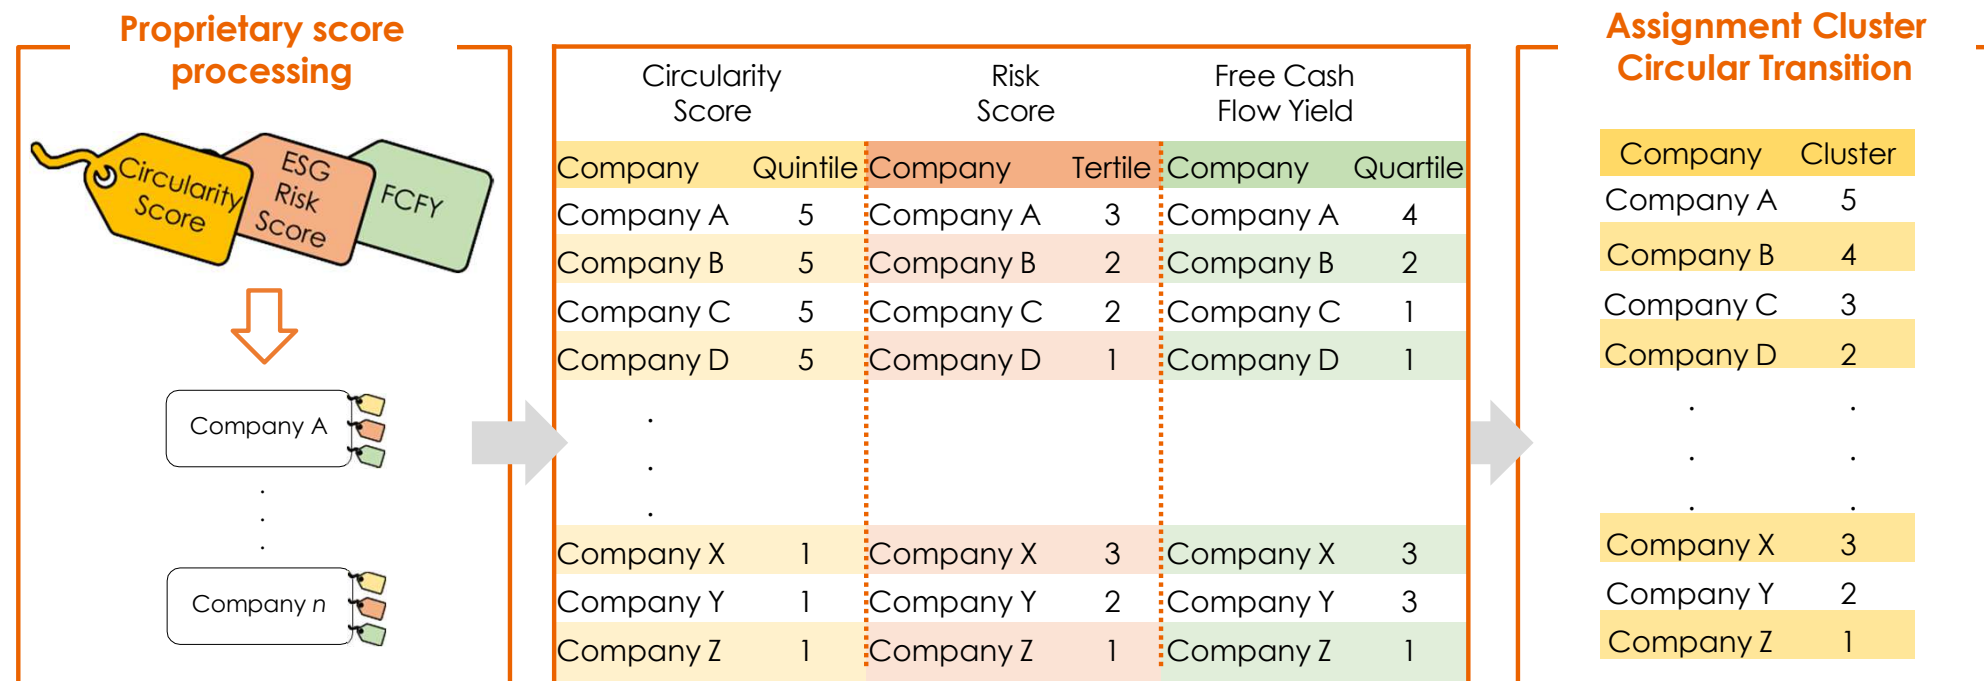 Proprietary score
processing
Circularity
Score
ESG
Risk
Score
FCFY
Company A
.
.
.
Company n
Circularity
Score
Risk
Score
Free Cash
Flow Yield
Company Quintile Company Tertile Company Quartile
Company A 5 Company A 3 Company A 4
Company B 5 Company B 2 Company B 2
Company C 5 Company C 2 Company C 1
Company D 5 Company D 1 Company D 1
.
.
.
Company X 1 Company X 3 Company X 3
Company Y 1 Company Y 2 Company Y 3
Company Z 1 Company Z 1 Company Z 1
Assignment Cluster
Circular Transition
Company Cluster
Company A 5
Company B 4
Company C 3
Company D 2
. .
. .
. .
Company X 3
Company Y 2
Company Z 1